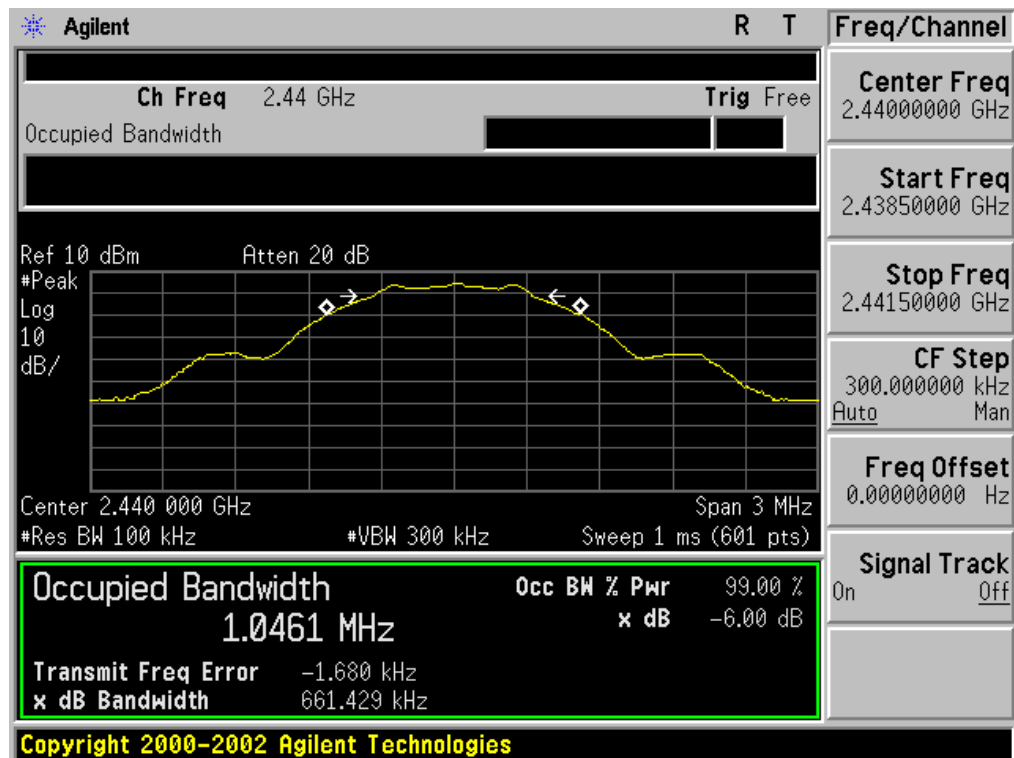 Agilent R T Freq/Channel
Ch Freq 2.44 GHz Trig Free
Occupied Bandwidth
Center Freq
2.44000000 GHz
Start Freq
2.43850000 GHz
Stop Freq
2.44150000 GHz
CF Step
300.000000 kHz
Auto Man
Freq Offset
0.00000000 Hz
Signal Track
On Off
Ref 10 dBm Atten 20 dB
#Peak
Log
10
dB/
Center 2.440 000 GHz Span 3 MHz
#Res BW 100 kHz #VBW 300 kHz Sweep 1 ms (601 pts)
Occupied Bandwidth Occ BW % Pwr 99.00 %
1.0461 MHz x dB -6.00 dB
Transmit Freq Error -1.680 kHz
x dB Bandwidth 661.429 kHz
Copyright 2000-2002 Agilent Technologies